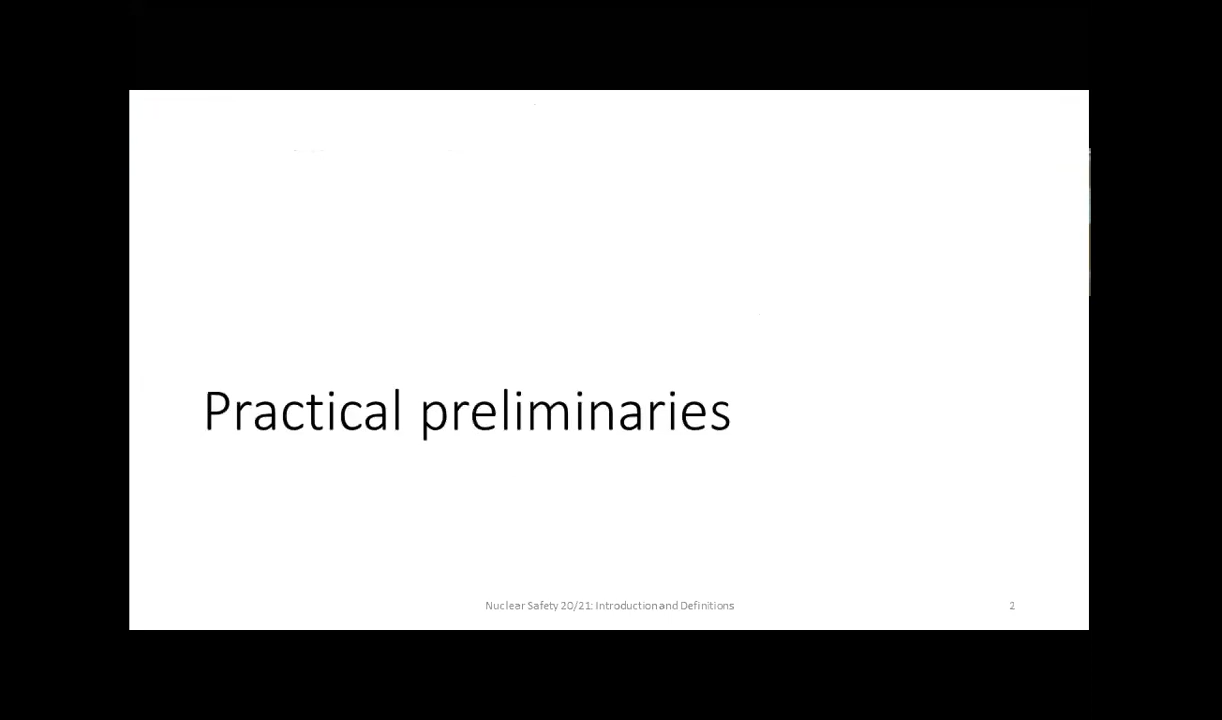 Practical preliminaries
Nuclear Safety 20/21: Introduction and Definitions
2